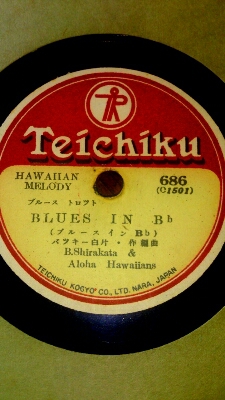 Teichiku
HAWAIIAN
MELODY
686
(C1501)
ブルース トロット
BLUES IN Bb
(ブルース イン Bb)
バッキー白片・作編曲
B.Shirakata &
Aloha Hawaiians
TEICHIKU KOGYO CO., LTD. NARA, JAPAN